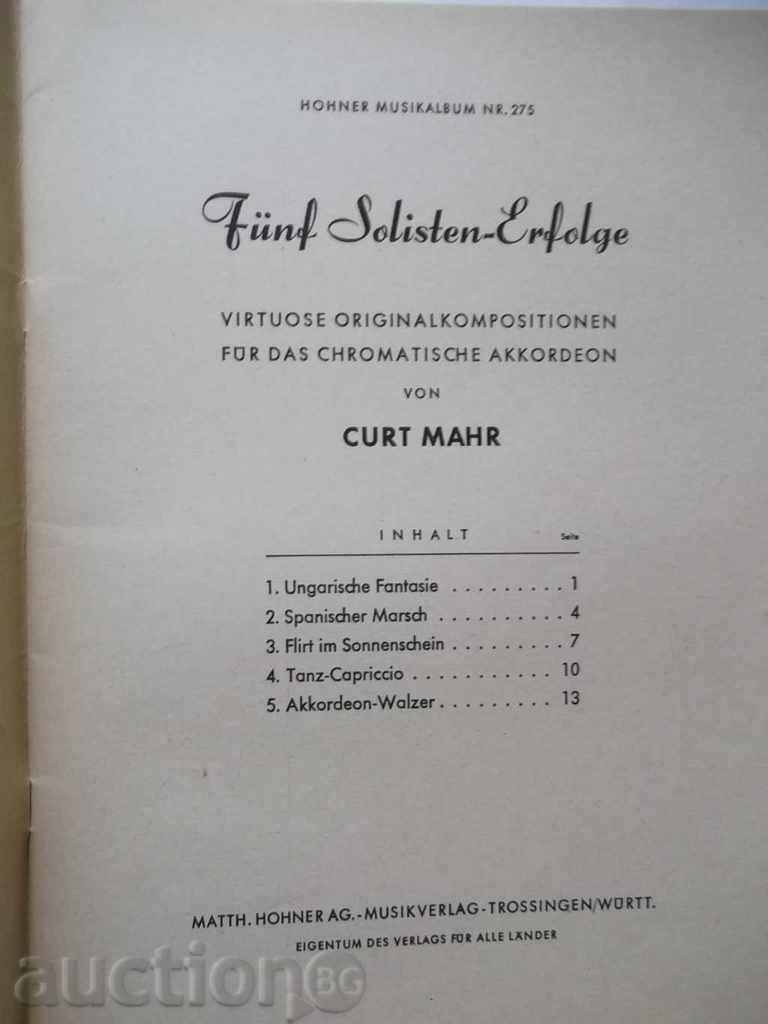 HOHNER MUSIKALBUM NR. 275
Fünf Solisten-Erfolge
VIRTUOSE ORIGINALKOMPOSITIONEN
FÜR DAS CHROMATISCHE AKKORDEON
VON
CURT MAHR
INHALT Seite
1. Ungarische Fantasie . . . . . . . . . 1
2. Spanischer Marsch . . . . . . . . . . 4
3. Flirt im Sonnenschein . . . . . . . . . 7
4. Tanz-Capriccio . . . . . . . . . . . 10
5. Akkordeon-Walzer . . . . . . . . . 13
MATTH. HOHNER AG.-MUSIKVERLAG-TROSSINGEN/WÜRTT.
EIGENTUM DES VERLAGS FÜR ALLE LÄNDER
auction BG